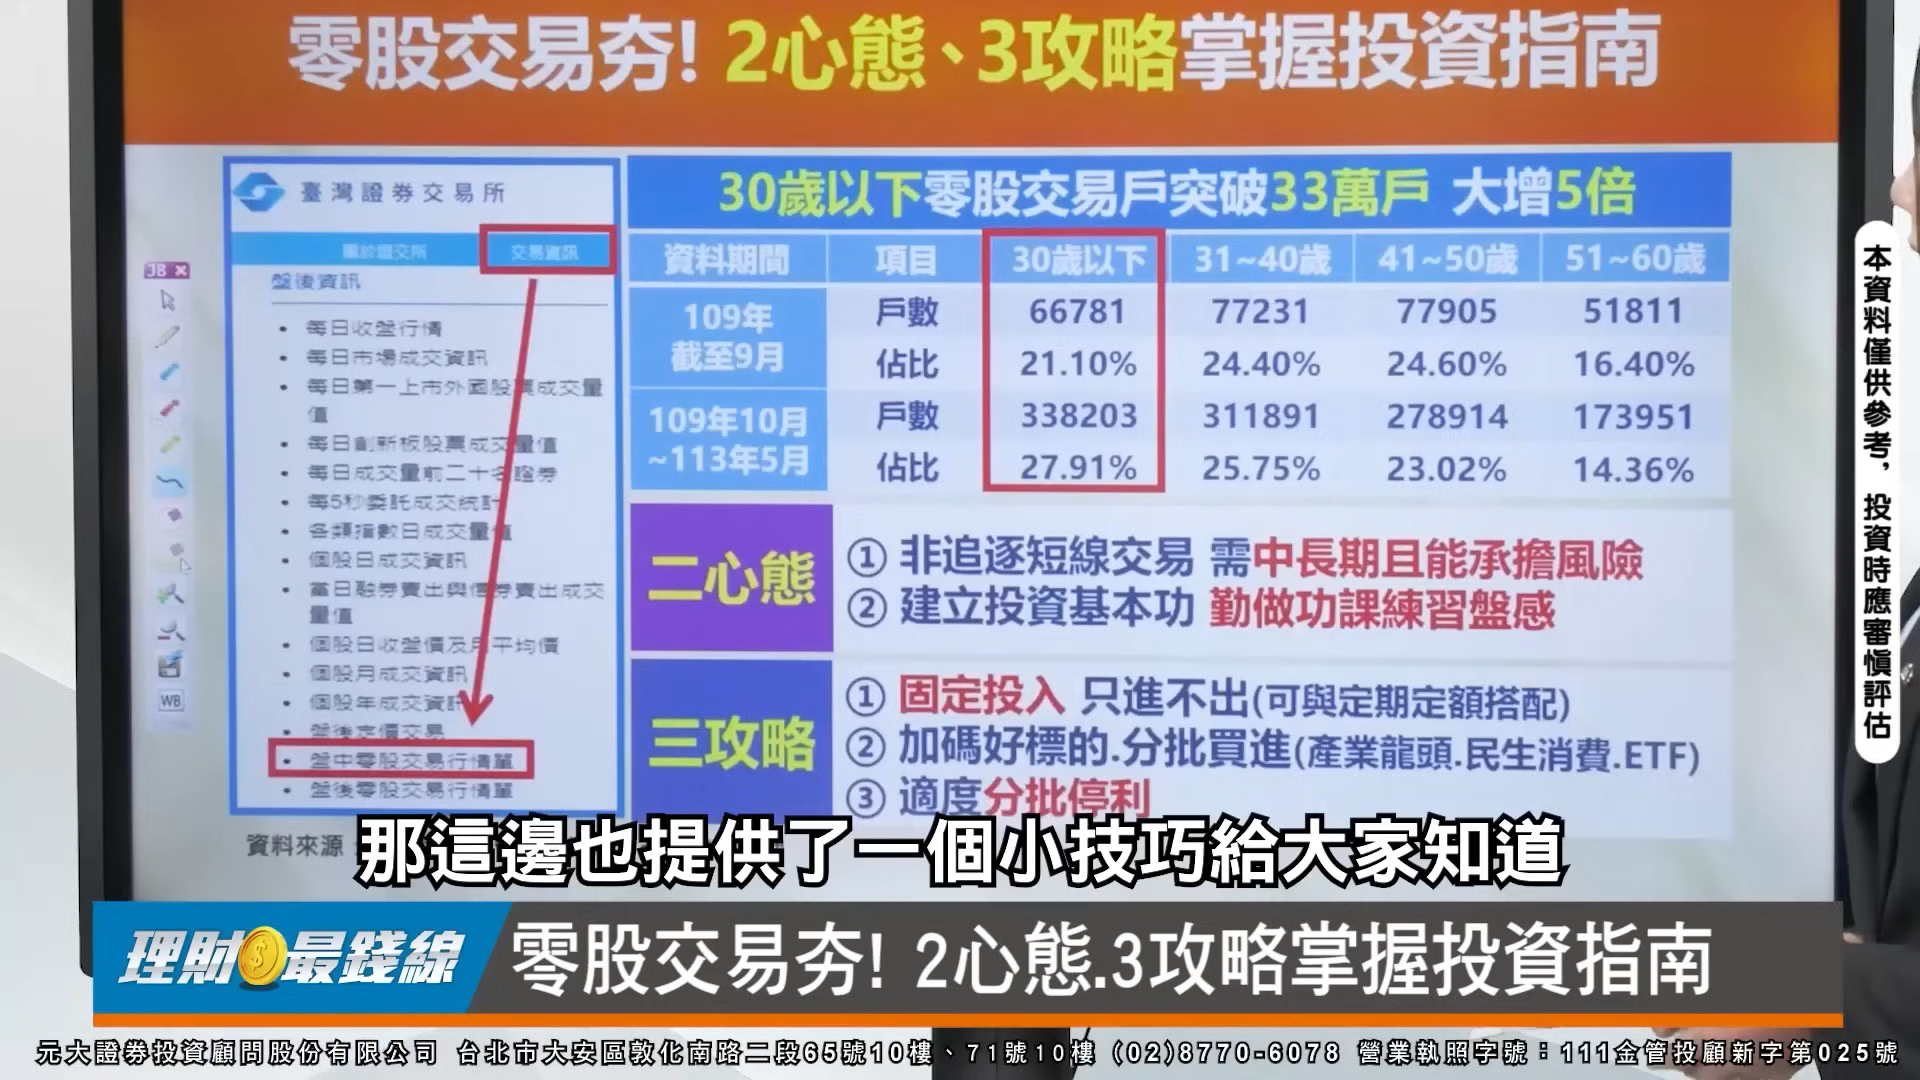 零股交易夯! 2心態、3攻略掌握投資指南
臺灣證券交易所
關於證交所 交易資訊
盤後資訊
• 每日收盤行情
• 每日市場成交資訊
• 每日第一上市外國股票成交量
值
• 每日創新板股票成交量值
• 每日成交量前二十名證券
• 每5秒委託成交統計
• 各類指數日成交量值
• 個股日成交資訊
• 當日融券賣出與借券賣出成交
量值
• 個股日收盤價及月平均價
• 個股月成交資訊
• 個股年成交資訊
• 盤後定價交易
• 盤中零股交易行情單
• 盤後零股交易行情單
資料來源
JB
WB
30歲以下零股交易戶突破33萬戶 大增5倍
資料期間 項目 30歲以下 31~40歲 41~50歲 51~60歲
109年
截至9月
戶數 66781 77231 77905 51811
佔比 21.10% 24.40% 24.60% 16.40%
109年10月
~113年5月
戶數 338203 311891 278914 173951
佔比 27.91% 25.75% 23.02% 14.36%
二心態
① 非追逐短線交易 需中長期且能承擔風險
② 建立投資基本功 勤做功課練習盤感
三攻略
① 固定投入 只進不出(可與定期定額搭配)
② 加碼好標的.分批買進(產業龍頭.民生消費.ETF)
③ 適度分批停利
本資料僅供參考，投資時應審慎評估
那這邊也提供了一個小技巧給大家知道
理財最錢線
零股交易夯! 2心態.3攻略掌握投資指南
元大證券投資顧問股份有限公司 台北市大安區敦化南路二段65號10樓、71號10樓 (02)8770-6078 營業執照字號：111金管投顧新字第025號